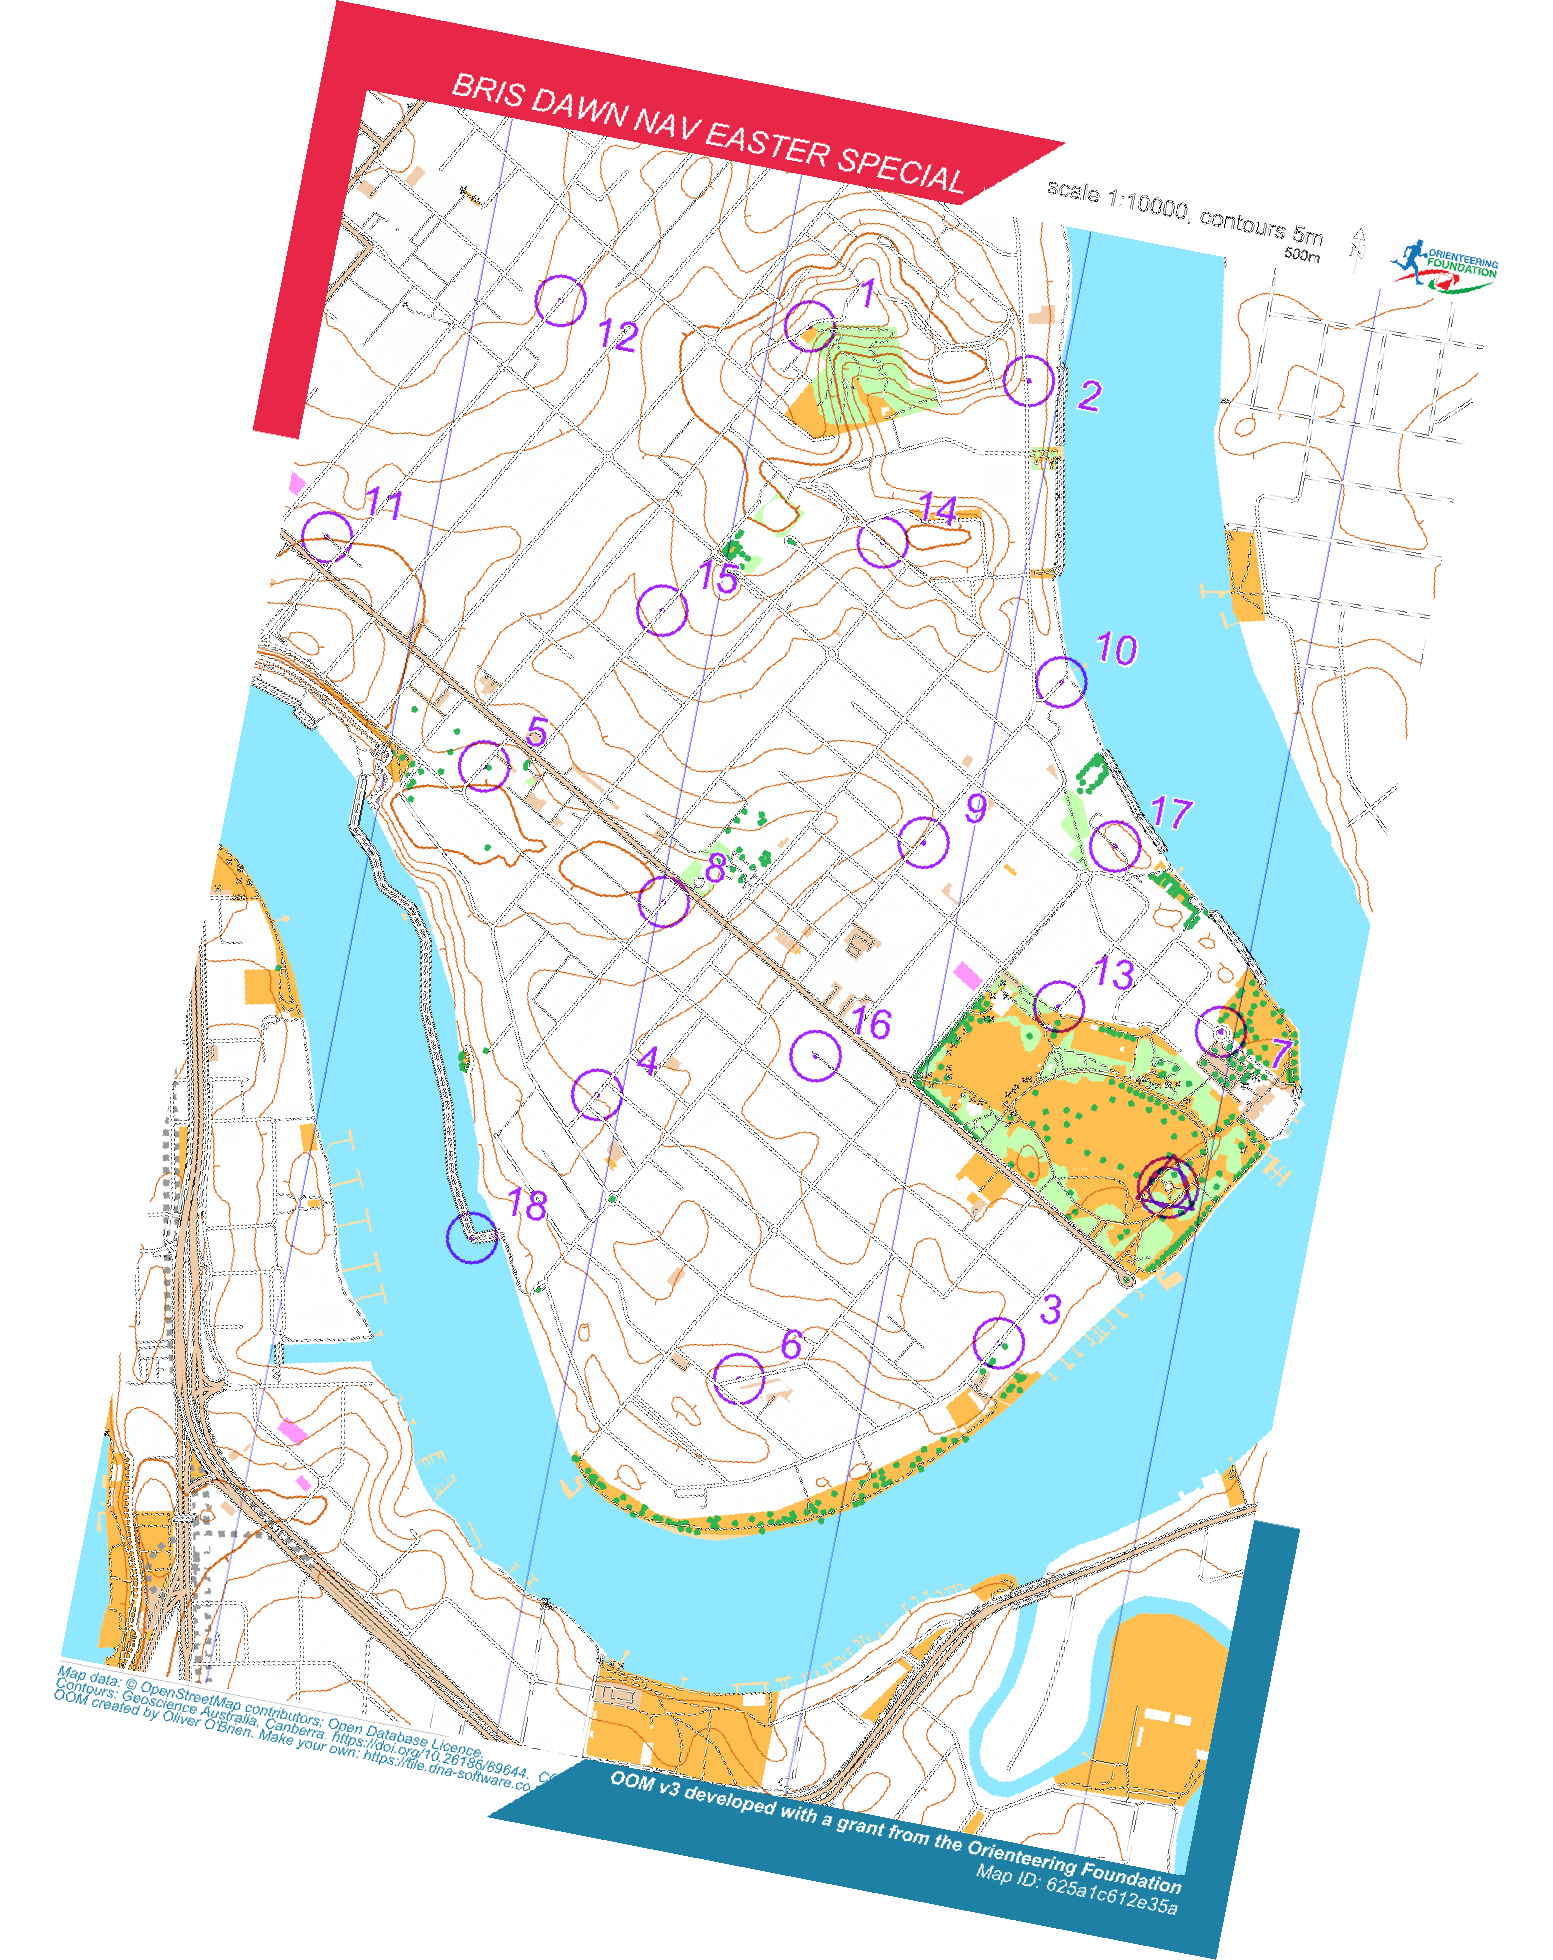 BRIS DAWN NAV EASTER SPECIAL
scale 1:10000, contours 5m
500m
N
ORIENTEERING
FOUNDATION
1
12
2
11
14
15
10
5
17
9
8
13
16
7
4
18
3
6
Map data: © OpenStreetMap contributors, Open Database Licence.
Contours: Geoscience Australia, Canberra. https://doi.org/10.26186/89644.
OOM created by Oliver O'Brien. Make your own: https://tile.dna-software.co
OOM v3 developed with a grant from the Orienteering Foundation
Map ID: 625a1c612e35a